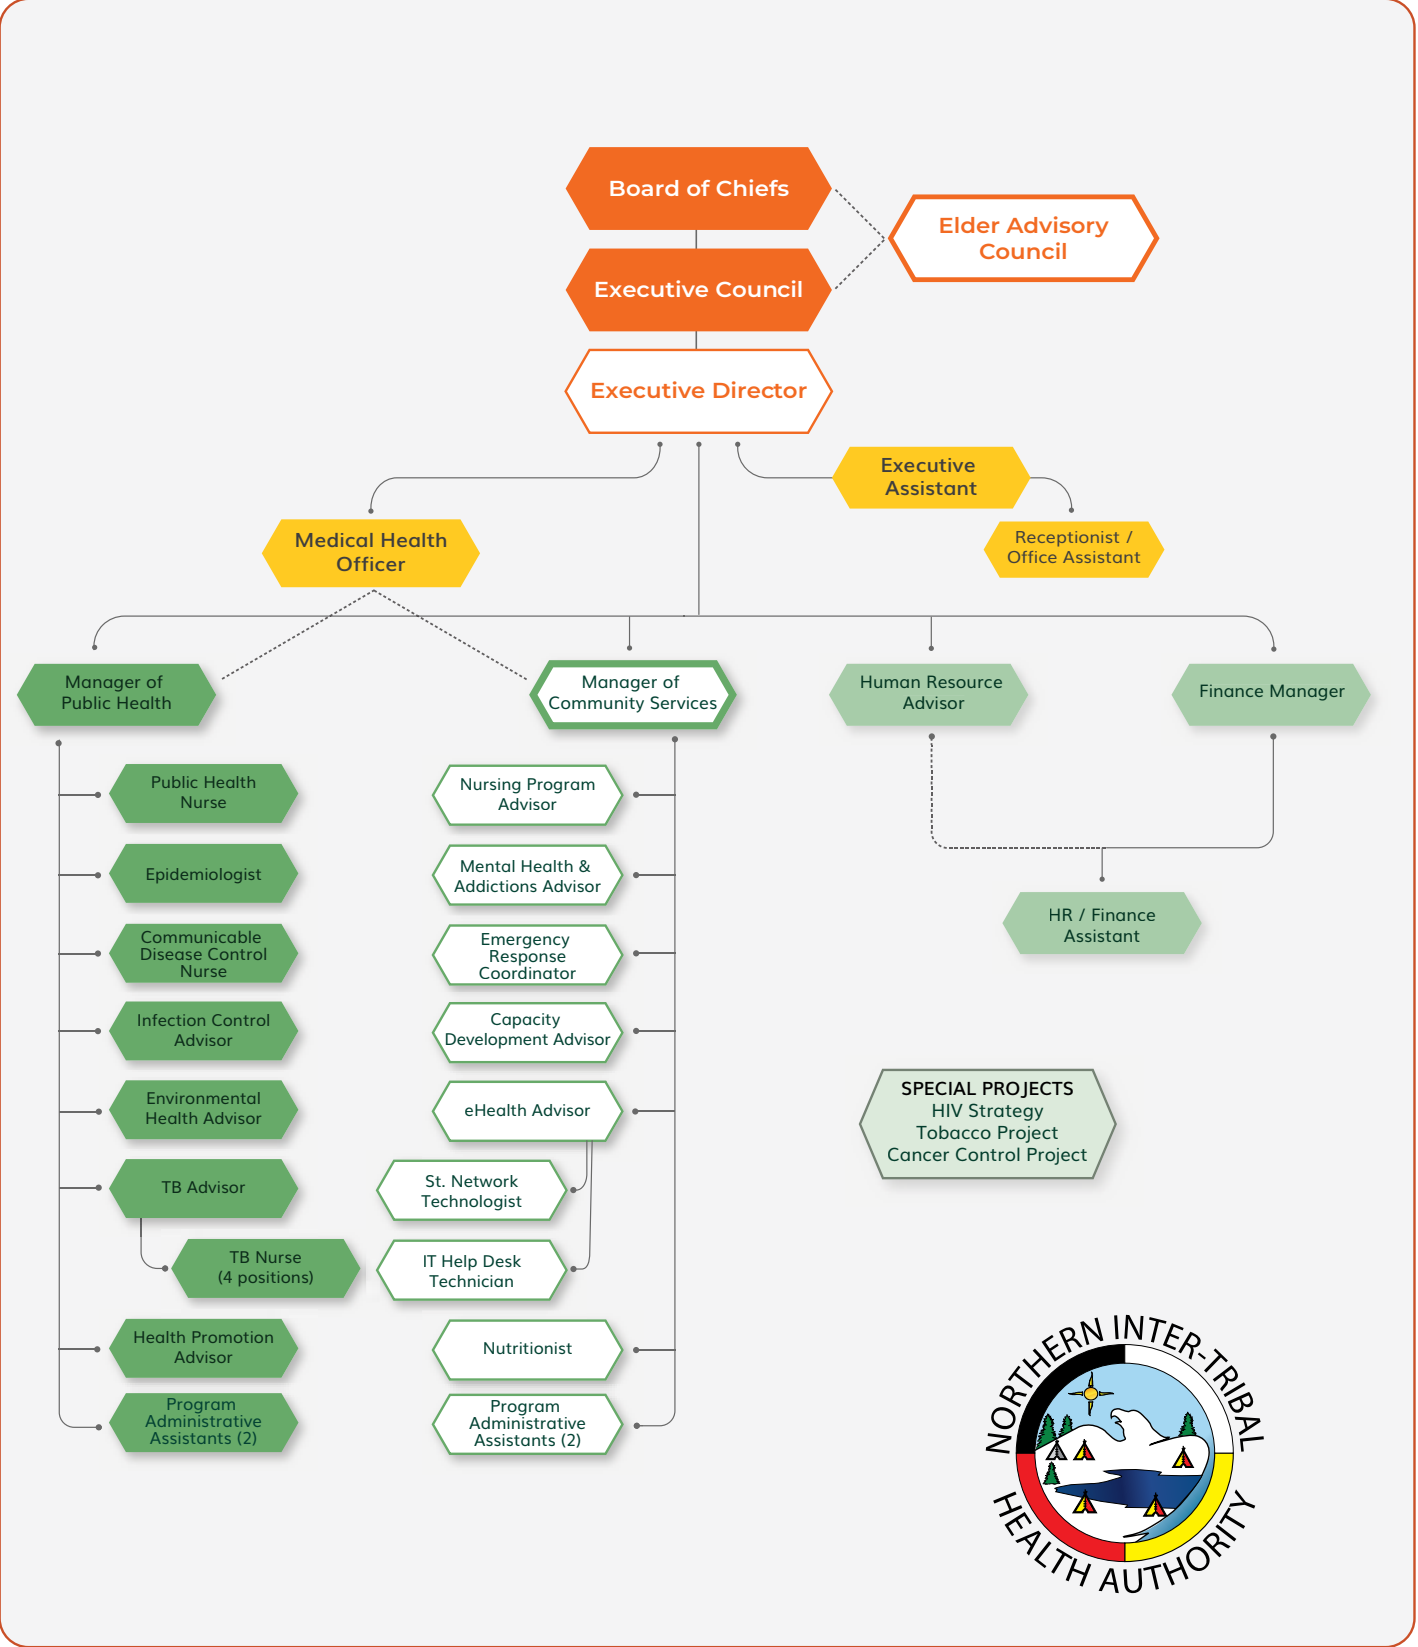 Board of Chiefs
Elder Advisory
Council
Executive Council
Executive Director
Executive
Assistant
Receptionist /
Office Assistant
Medical Health
Officer
Manager of
Public Health
Manager of
Community Services
Human Resource
Advisor
Finance Manager
Public Health
Nurse
Epidemiologist
Communicable
Disease Control
Nurse
Infection Control
Advisor
Environmental
Health Advisor
TB Advisor
TB Nurse
(4 positions)
Health Promotion
Advisor
Program
Administrative
Assistants (2)
Nursing Program
Advisor
Mental Health &
Addictions Advisor
Emergency
Response
Coordinator
Capacity
Development Advisor
eHealth Advisor
St. Network
Technologist
IT Help Desk
Technician
Nutritionist
Program
Administrative
Assistants (2)
HR / Finance
Assistant
SPECIAL PROJECTS
HIV Strategy
Tobacco Project
Cancer Control Project
NORTHERN INTER-TRIBAL
HEALTH AUTHORITY